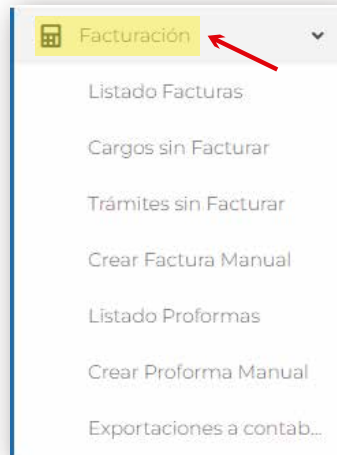 Facturación
Listado Facturas
Cargos sin Facturar
Trámites sin Facturar
Crear Factura Manual
Listado Proformas
Crear Proforma Manual
Exportaciones a contab...